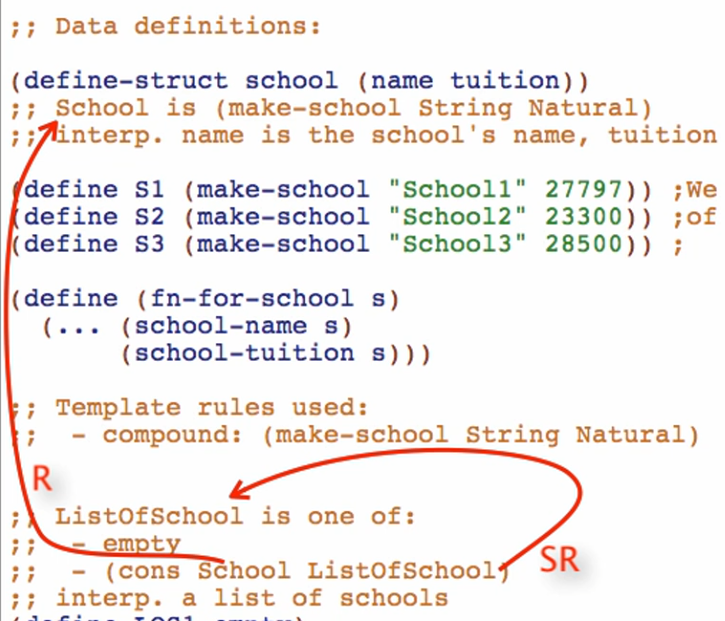 ;; Data definitions:
(define-struct school (name tuition))
;; School is (make-school String Natural)
;; interp. name is the school's name, tuition
(define S1 (make-school "School1" 27797)) ;We
(define S2 (make-school "School2" 23300)) ;of
(define S3 (make-school "School3" 28500)) ;
(define (fn-for-school s)
(... (school-name s)
(school-tuition s)))
;; Template rules used:
;; - compound: (make-school String Natural)
R
;; ListOfSchool is one of:
;; - empty
;; - (cons School ListOfSchool)
SR
;; interp. a list of schools
(define LOS1 empty)